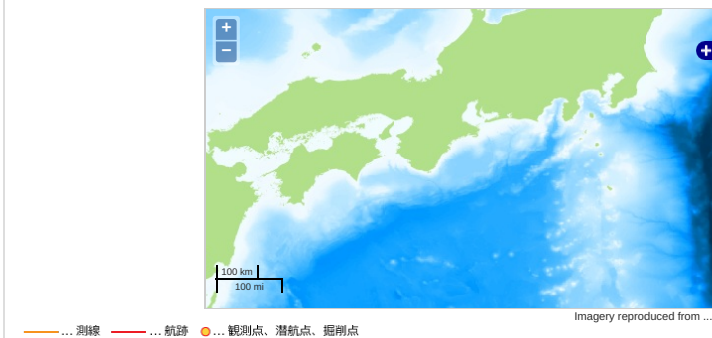 +
−
+
100 km
100 mi
Imagery reproduced from ...
... 測線 ... 航跡 ... 観測点、潜航点、掘削点